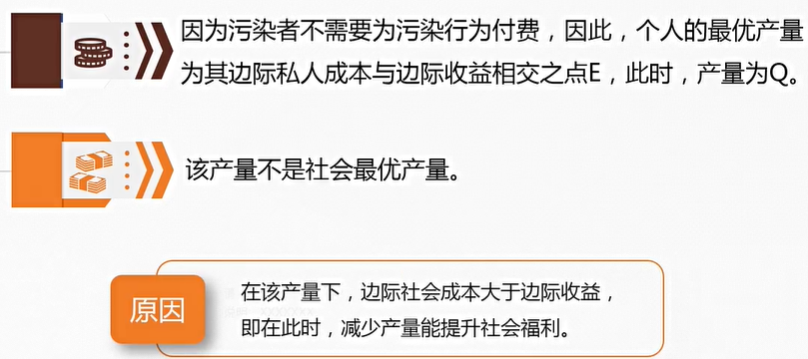 因为污染者不需要为污染行为付费，因此，个人的最优产量
为其边际私人成本与边际收益相交之点E，此时，产量为Q。
该产量不是社会最优产量。
原因
在该产量下，边际社会成本大于边际收益，
即在此时，减少产量能提升社会福利。